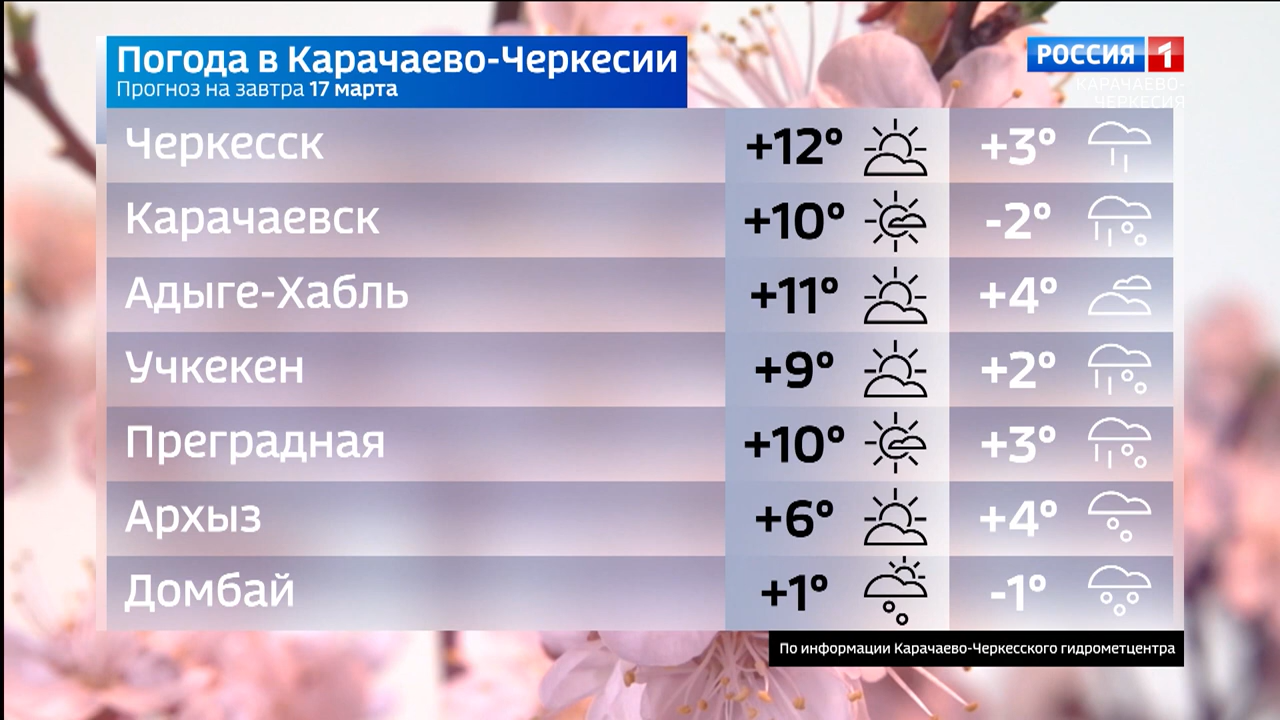 Погода в Карачаево-Черкесии
Прогноз на завтра 17 марта
РОССИЯ 1
КАРАЧАЕВО-
ЧЕРКЕСИЯ
Черкесск +12° +3°
Карачаевск +10° -2°
Адыге-Хабль +11° +4°
Учкекен +9° +2°
Преградная +10° +3°
Архыз +6° +4°
Домбай +1° -1°
По информации Карачаево-Черкесского гидрометцентра